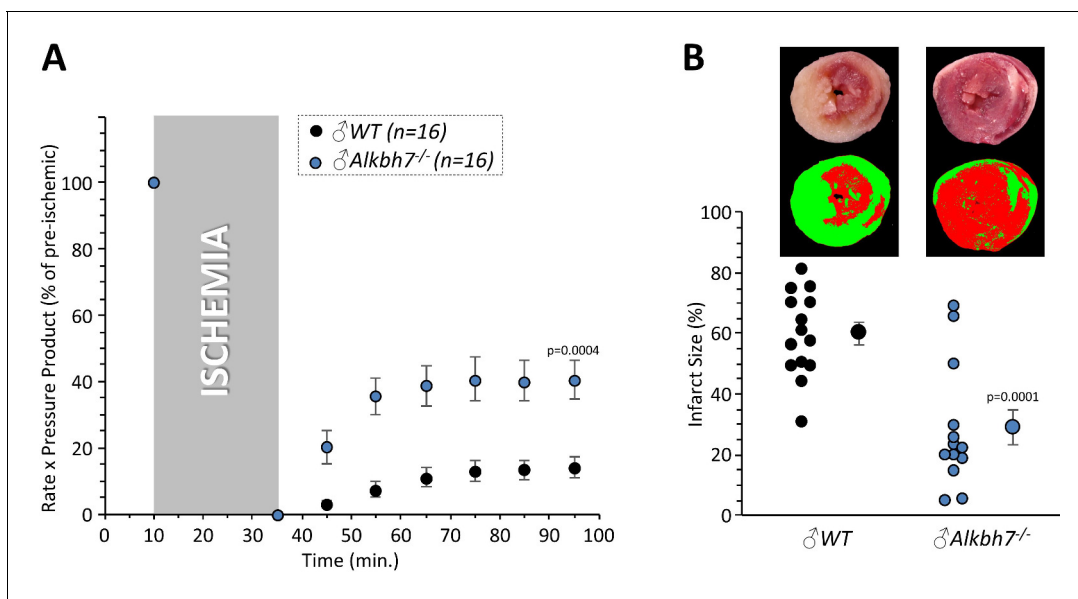 A
B
♂WT (n=16)
♂Alkbh7-/- (n=16)
Rate x Pressure Product (% of pre-ischemic)
100
80
60
40
20
0
ISCHEMIA
p=0.0004
0 10 20 30 40 50 60 70 80 90 100
Time (min.)
Infarct Size (%)
100
80
60
40
20
0
p=0.0001
♂WT
♂Alkbh7-/-